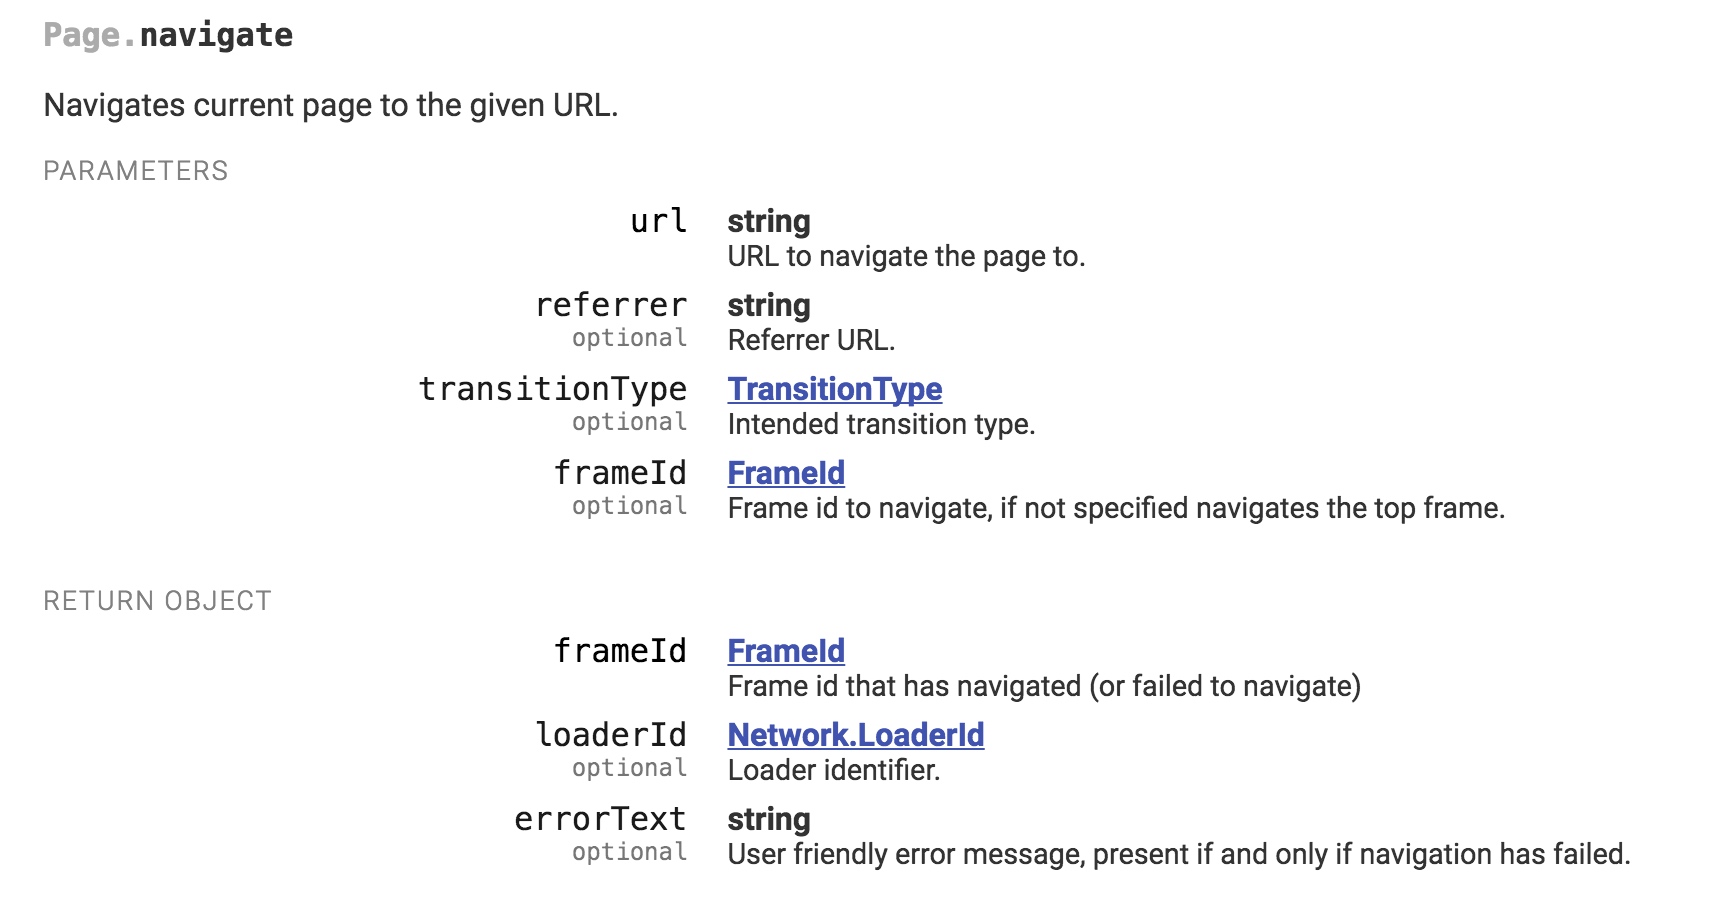 Page.navigate
Navigates current page to the given URL.
PARAMETERS
url string
URL to navigate the page to.
referrer string
optional Referrer URL.
transitionType TransitionType
optional Intended transition type.
frameId FrameId
optional Frame id to navigate, if not specified navigates the top frame.
RETURN OBJECT
frameId FrameId
Frame id that has navigated (or failed to navigate)
loaderId Network.LoaderId
optional Loader identifier.
errorText string
optional User friendly error message, present if and only if navigation has failed.